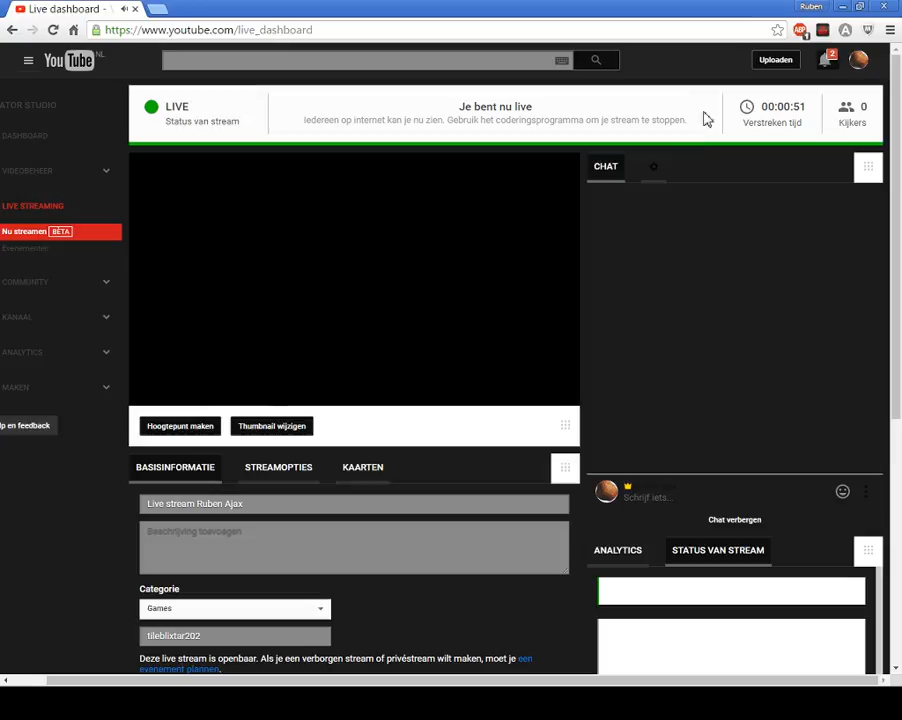 Live dashboard -
Ruben
https://www.youtube.com/live_dashboard
YouTube NL
Uploaden
2
ATOR STUDIO
DASHBOARD
VIDEOBEHEER
LIVE STREAMING
Nu streamen BÈTA
Evenementen
COMMUNITY
KANAAL
ANALYTICS
MAKEN
lp en feedback
LIVE
Status van stream
Je bent nu live
Iedereen op internet kan je nu zien. Gebruik het coderingsprogramma om je stream te stoppen.
00:00:51
Verstreken tijd
0
Kijkers
CHAT
Hoogtepunt maken
Thumbnail wijzigen
BASISINFORMATIE
STREAMOPTIES
KAARTEN
Live stream Ruben Ajax
Beschrijving toevoegen
Categorie
Games
tileblixtar202
Deze live stream is openbaar. Als je een verborgen stream of privéstream wilt maken, moet je een
evenement plannen.
Schrijf iets...
Chat verbergen
ANALYTICS
STATUS VAN STREAM